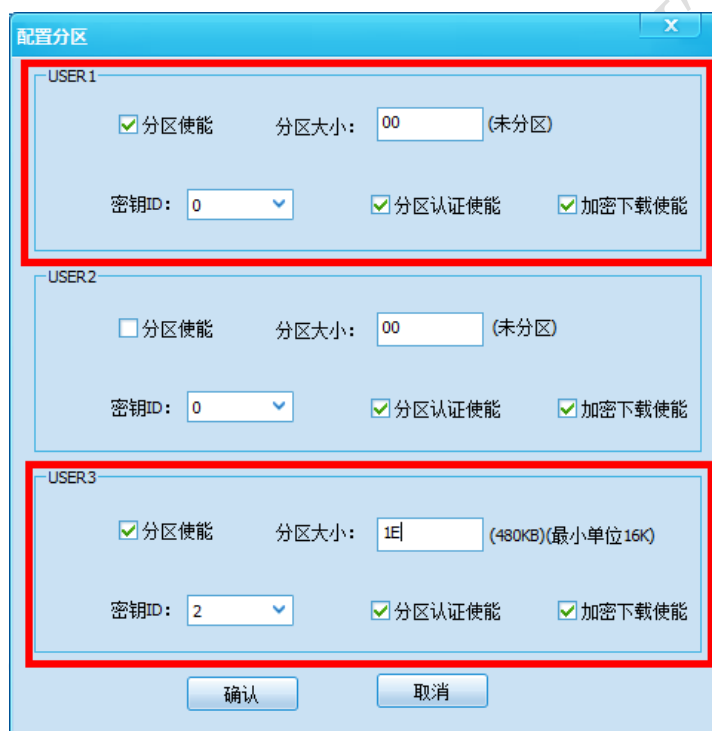 配置分区
USER1
分区使能 分区大小: 00 (未分区)
密钥ID: 0 分区认证使能 加密下载使能
USER2
分区使能 分区大小: 00 (未分区)
密钥ID: 0 分区认证使能 加密下载使能
USER3
分区使能 分区大小: 1E (480KB)(最小单位16K)
密钥ID: 2 分区认证使能 加密下载使能
确认 取消